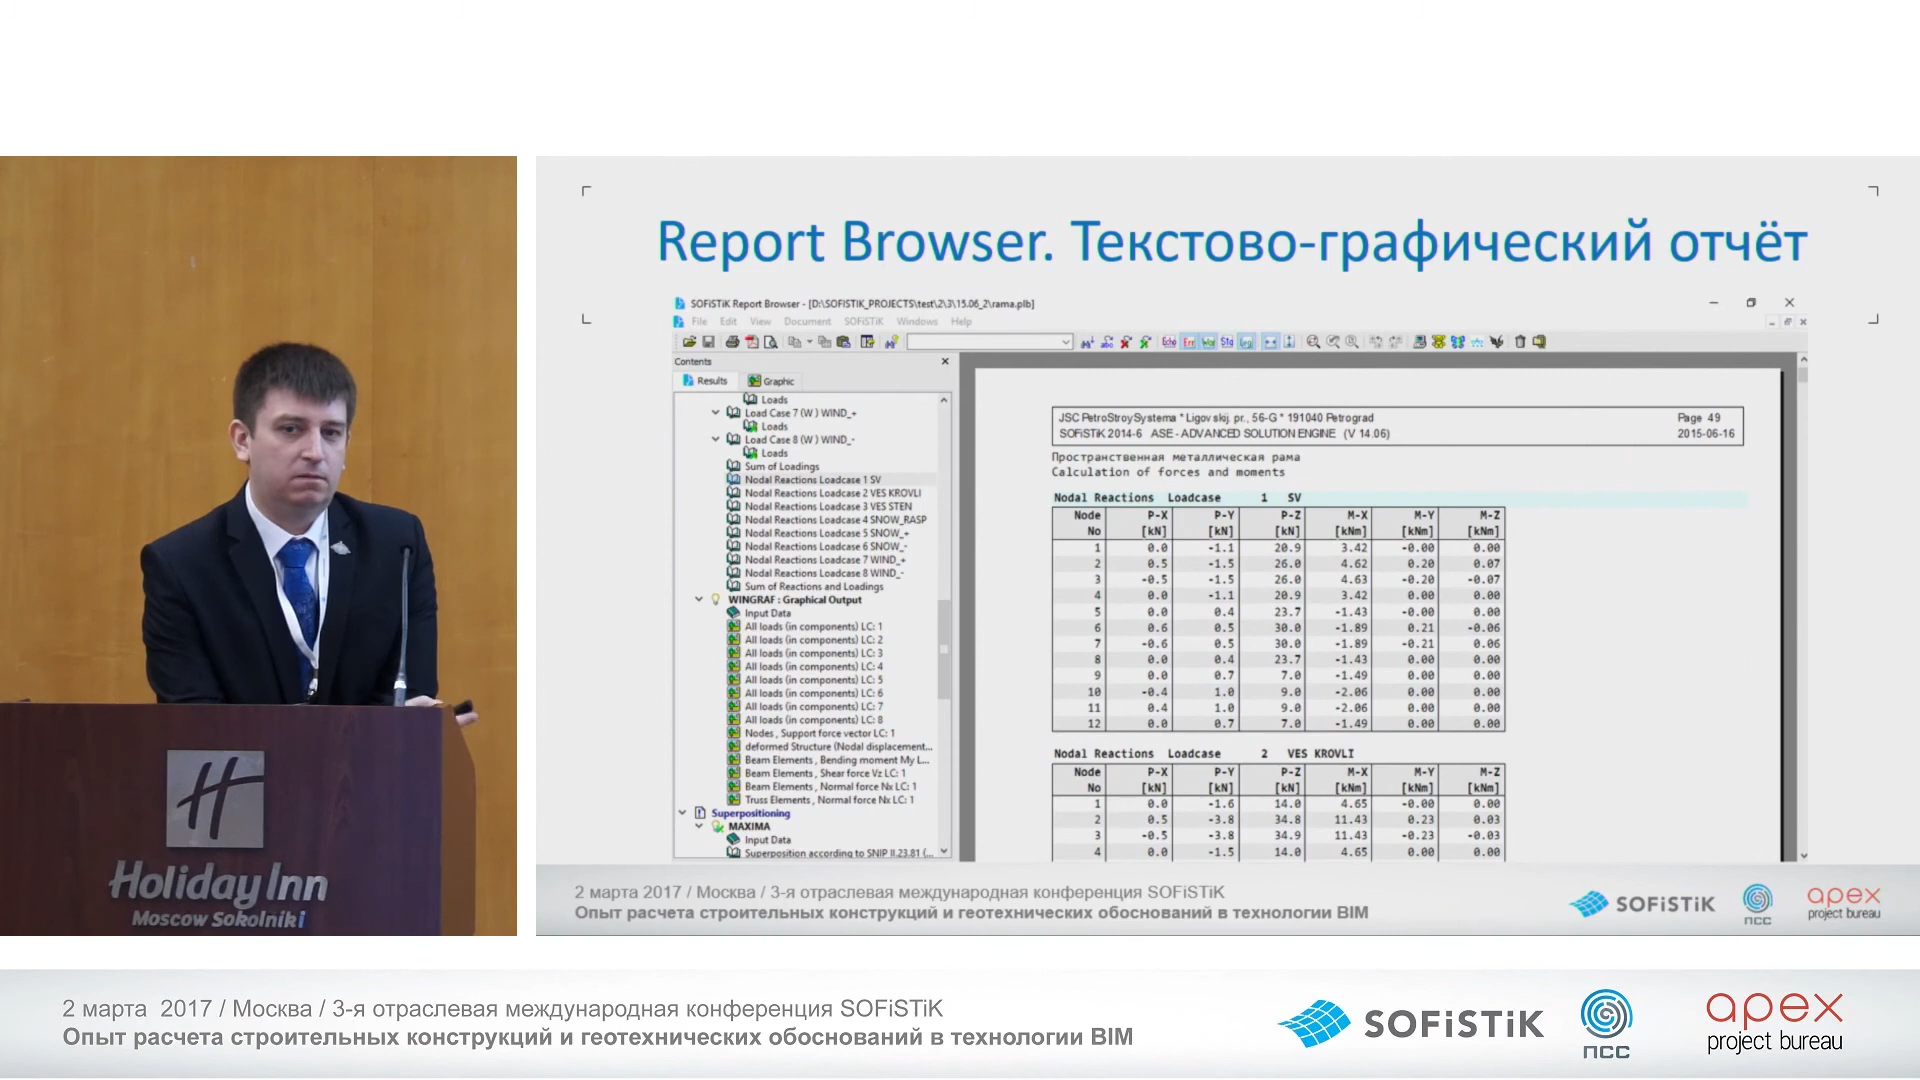 Report Browser. Текстово-графический отчёт
SOFiSTiK Report Browser - [D:\SOFISTIK_PROJECTS\test\2\3\15.06_2\rama.plb]
File Edit View Document SOFiSTiK Windows Help
Contents
Results Graphic
Loads
Load Case 7 (W ) WIND_+
Loads
Load Case 8 (W ) WIND_-
Loads
Sum of Loadings
Nodal Reactions Loadcase 1 SV
Nodal Reactions Loadcase 2 VES KROVLI
Nodal Reactions Loadcase 3 VES STEN
Nodal Reactions Loadcase 4 SNOW_RASP
Nodal Reactions Loadcase 5 SNOW_+
Nodal Reactions Loadcase 6 SNOW_-
Nodal Reactions Loadcase 7 WIND_+
Nodal Reactions Loadcase 8 WIND_-
Sum of Reactions and Loadings
WINGRAF : Graphical Output
Input Data
All loads (in components) LC: 1
All loads (in components) LC: 2
All loads (in components) LC: 3
All loads (in components) LC: 4
All loads (in components) LC: 5
All loads (in components) LC: 6
All loads (in components) LC: 7
All loads (in components) LC: 8
Nodes , Support force vector LC: 1
deformed Structure (Nodal displacement...
Beam Elements , Bending moment My L...
Beam Elements , Shear force Vz LC: 1
Beam Elements , Normal force Nx LC: 1
Truss Elements , Normal force Nx LC: 1
Superpositioning
MAXIMA
Input Data
Superposition according to SNIP II.23.81 (...
JSC PetroStroySystema * Ligovskij. pr., 56-G * 191040 Petrograd Page 49
SOFiSTiK 2014-6 ASE - ADVANCED SOLUTION ENGINE (V 14.06) 2015-06-16
Пространственная металлическая рама
Calculation of forces and moments
Nodal Reactions Loadcase 1 SV
Node P-X P-Y P-Z M-X M-Y M-Z
No [kN] [kN] [kN] [kNm] [kNm] [kNm]
1 0.0 -1.1 20.9 3.42 -0.00 0.00
2 0.5 -1.5 26.0 4.62 0.20 0.07
3 -0.5 -1.5 26.0 4.63 -0.20 -0.07
4 0.0 -1.1 20.9 3.42 0.00 0.00
5 0.0 0.4 23.7 -1.43 -0.00 0.00
6 0.6 0.5 30.0 -1.89 0.21 -0.06
7 -0.6 0.5 30.0 -1.89 -0.21 0.06
8 0.0 0.4 23.7 -1.43 0.00 0.00
9 0.0 0.7 7.0 -1.49 0.00 0.00
10 -0.4 1.0 9.0 -2.06 0.00 0.00
11 0.4 1.0 9.0 -2.06 0.00 0.00
12 0.0 0.7 7.0 -1.49 0.00 0.00
Nodal Reactions Loadcase 2 VES KROVLI
Node P-X P-Y P-Z M-X M-Y M-Z
No [kN] [kN] [kN] [kNm] [kNm] [kNm]
1 0.0 -1.6 14.0 4.65 -0.00 0.00
2 0.5 -3.8 34.8 11.43 0.23 0.03
3 -0.5 -3.8 34.9 11.43 -0.23 -0.03
4 0.0 -1.5 14.0 4.65 0.00 0.00
2 марта 2017 / Москва / 3-я отраслевая международная конференция SOFiSTiK
Опыт расчета строительных конструкций и геотехнических обоснований в технологии BIM
SOFiSTiK
ПСС
apex
project bureau
Holiday Inn
Moscow Sokolniki
2 марта 2017 / Москва / 3-я отраслевая международная конференция SOFiSTiK
Опыт расчета строительных конструкций и геотехнических обоснований в технологии BIM
SOFiSTiK
ПСС
apex
project bureau